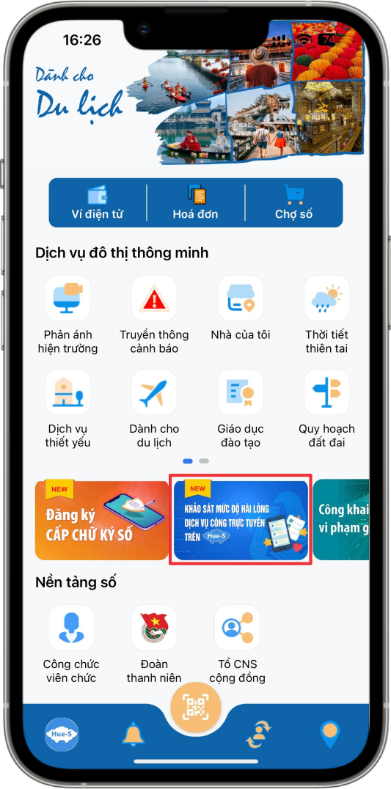 16:26
74
Dành cho
Du lịch
Ví điện tử
Hoá đơn
Chợ số
Dịch vụ đô thị thông minh
Phản ánh
hiện trường
Truyền thông
cảnh báo
Nhà của tôi
Thời tiết
thiên tai
Dịch vụ
thiết yếu
Dành cho
du lịch
Giáo dục
đào tạo
Quy hoạch
đất đai
NEW
Đăng ký
CẤP CHỮ KÝ SỐ
NEW
KHẢO SÁT MỨC ĐỘ HÀI LÒNG
DỊCH VỤ CÔNG TRỰC TUYẾN
TRÊN Hue-S
Công khai
vi phạm g
Nền tảng số
Công chức
viên chức
Đoàn
thanh niên
Tổ CNS
cộng đồng
Hue-S